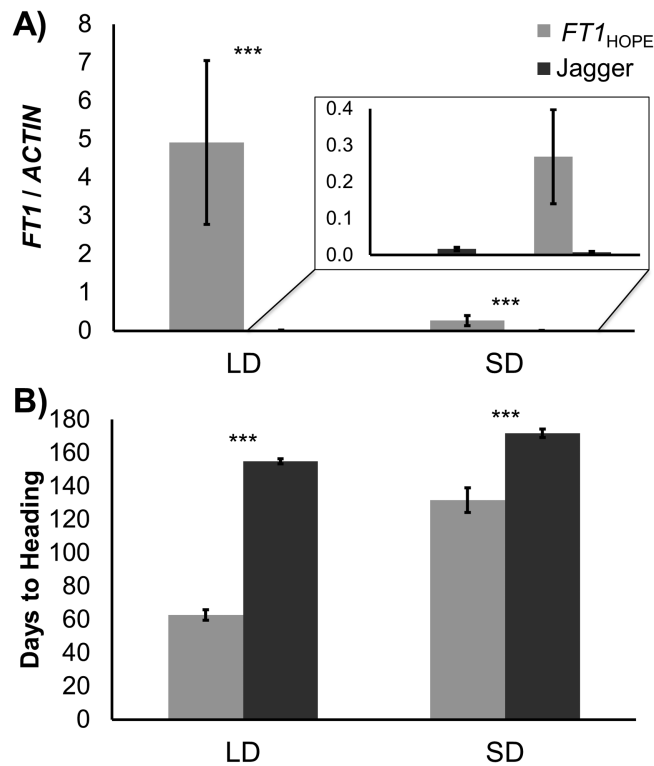 A)
FT1 / ACTIN
8
7
6
5
4
3
2
1
0
***
FT1HOPE
Jagger
0.4
0.3
0.2
0.1
0.0
***
LD
SD
B)
Days to Heading
180
160
140
120
100
80
60
40
20
0
***
***
LD
SD